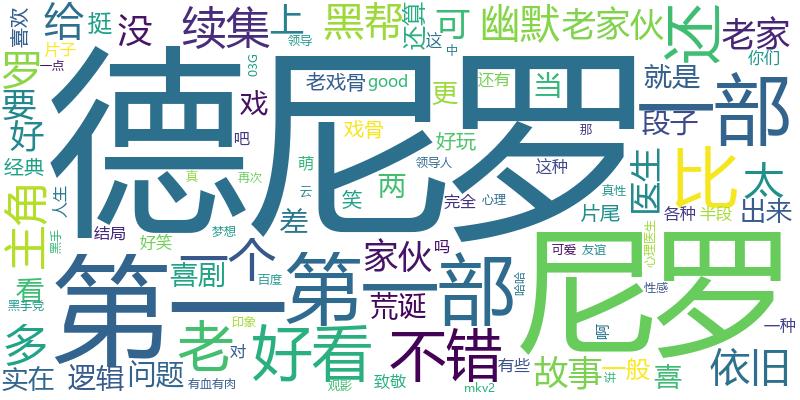 喜欢
给
挺
没
续集
上
领导
黑帮
还算
这
中
可
幽默
老家伙
还
老家
你们
片子
一点
罗
要
好
经典
主角
人生
看
黑手
黑手党
多
实在
逻辑
问题
结局
好笑
梦想
喜剧
老
对
有血有肉
一个
印象
百度
好看
德尼罗
03G
戏
吧
真
再次
老戏骨
good
戏骨
萌
云
笑
差
两
领导人
更
好玩
当
还有
就是
段子
那
这种
完全
心理
片尾
真性
医生
比
太
出来
各种
半段
一部
第一
第一部
家伙
荒诞
吗
哈哈
不错
观影
致敬
mkv2
有些
可爱
友谊
心理医生
性感
尼罗
故事
讲
一般
喜
依旧
一种